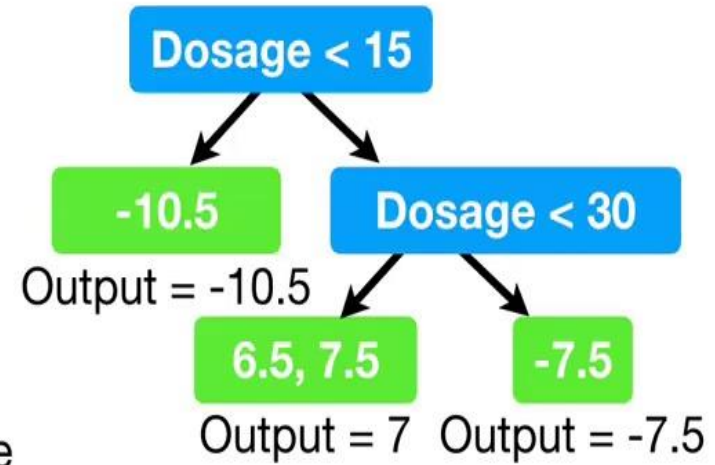 Dosage < 15
-10.5
Dosage < 30
Output = -10.5
6.5, 7.5
-7.5
Output = 7
Output = -7.5
e